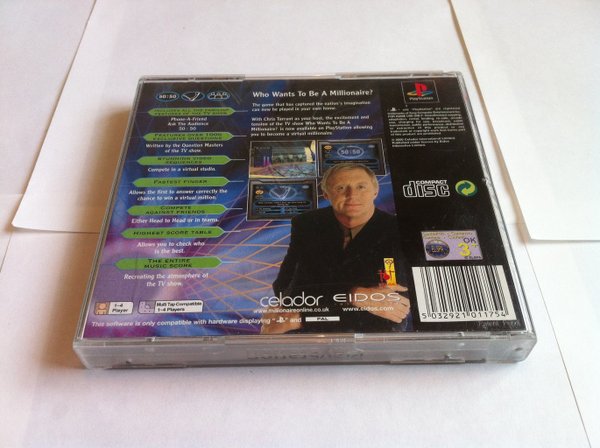 50:50
Phone-A-Friend
Ask The Audience
50 : 50
FEATURES OVER 1000
EXCLUSIVE QUESTIONS
Written by the Question Masters
of the TV show.
STUNNING VIDEO
SEQUENCES
Compete in a virtual studio.
FASTEST FINGER
Allows the first to answer correctly the
chance to win a virtual million.
COMPETE
AGAINST FRIENDS
Either Head to Head or in teams.
HIGHEST SCORE TABLE
Allows you to check who
is the best.
THE ENTIRE
MUSIC SCORE
Recreating the atmosphere of
the TV show.
Who Wants To Be A Millionaire?
The game that has captured the nation's imagination
can now be played in your own home.
With Chris Tarrant as your host, the excitement and
tension of the TV show Who Wants To Be A
Millionaire? is now available on PlayStation allowing
you to become a virtual millionaire.
50:50
PlayStation
COMPACT
disc
OK
3
celador EIDOS
www.millionaireonline.co.uk www.eidos.com
1-4
Player
Multi Tap Compatible
1-4 Players
This software is only compatible with hardware displaying " " and PAL
5 032921 011754